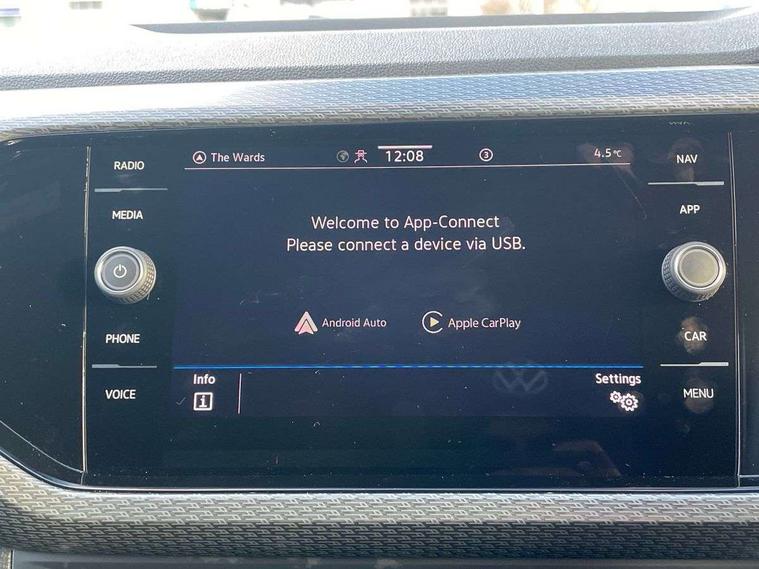 RADIO
MEDIA
PHONE
VOICE
The Wards
12:08
3
4.5°C
Welcome to App-Connect
Please connect a device via USB.
Android Auto
Apple CarPlay
Info
i
Settings
NAV
APP
CAR
MENU